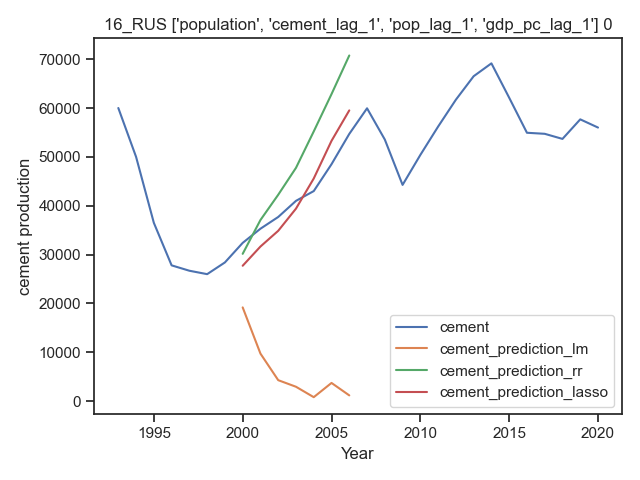 16_RUS ['population', 'cement_lag_1', 'pop_lag_1', 'gdp_pc_lag_1'] 0
70000
60000
50000
40000
30000
20000
10000
0
cement production
cement
cement_prediction_lm
cement_prediction_rr
cement_prediction_lasso
1995
2000
2005
2010
2015
2020
Year